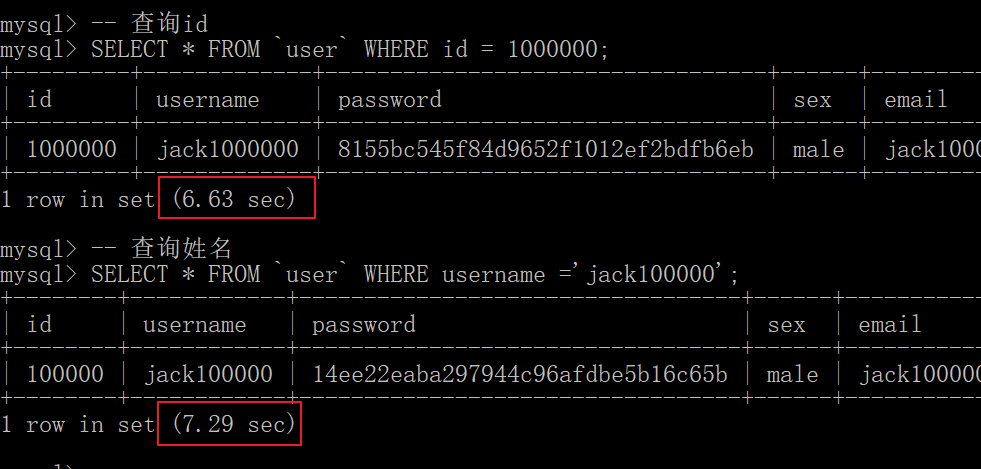 mysql> -- 查询id
mysql> SELECT * FROM `user` WHERE id = 1000000;
+---------+-------------+----------------------------------+------+---------
| id | username | password | sex | email
+---------+-------------+----------------------------------+------+---------
| 1000000 | jack1000000 | 8155bc545f84d9652f1012ef2bdfb6eb | male | jack100
+---------+-------------+----------------------------------+------+---------
1 row in set (6.63 sec)
mysql> -- 查询姓名
mysql> SELECT * FROM `user` WHERE username ='jack100000';
+--------+------------+----------------------------------+------+-----------
| id | username | password | sex | email
+--------+------------+----------------------------------+------+-----------
| 100000 | jack100000 | 14ee22eaba297944c96afdbe5b16c65b | male | jack10000
+--------+------------+----------------------------------+------+-----------
1 row in set (7.29 sec)